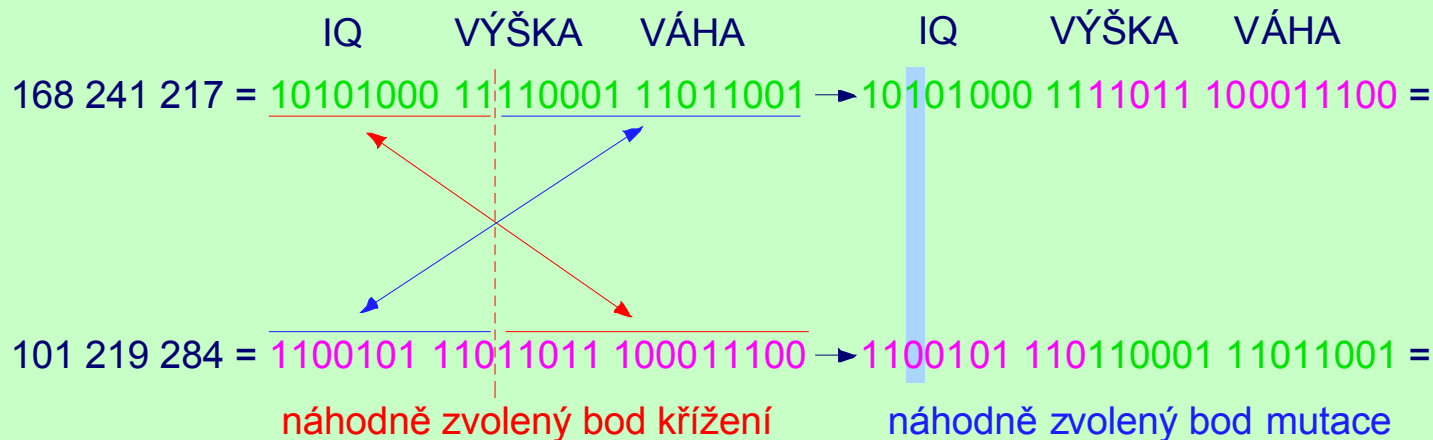 IQ VÝŠKA VÁHA IQ VÝŠKA VÁHA
168 241 217 = 10101000 11110001 11011001 10101000 1111011 100011100 =
101 219 284 = 1100101 11011011 100011100 1100101 110110001 11011001 =
náhodně zvolený bod křížení náhodně zvolený bod mutace